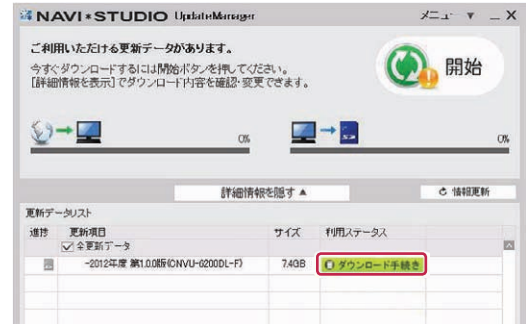 NAVI*STUDIO UpdateManager
メニュー ▼ _ X
ご利用いただける更新データがあります。
今すぐダウンロードするには開始ボタンを押してください。
[詳細情報を表示]でダウンロード内容を確認・変更できます。
開始
0% 0%
詳細情報を隠す ▲
情報更新
更新データリスト
進捗 更新項目 サイズ 利用ステータス
全更新データ
-2012年度 第1.0.0版(CNVU-6200DL-F) 7.4GB ダウンロード手続き